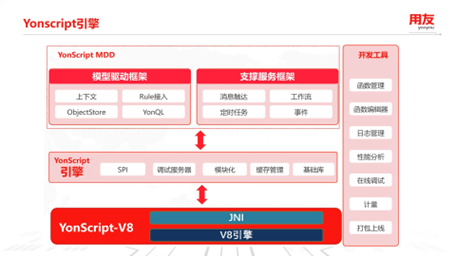 Yonscript引擎
用友
yonyou
YonScript MDD
模型驱动框架
上下文
Rule接入
ObjectStore
YonQL
支撑服务框架
消息触达
工作流
定时任务
事件
YonScript
引擎
SPI
调试服务器
模块化
缓存管理
基础库
YonScript-V8
JNI
V8引擎
开发工具
函数管理
函数编辑器
日志管理
性能分析
在线调试
计量
打包上线